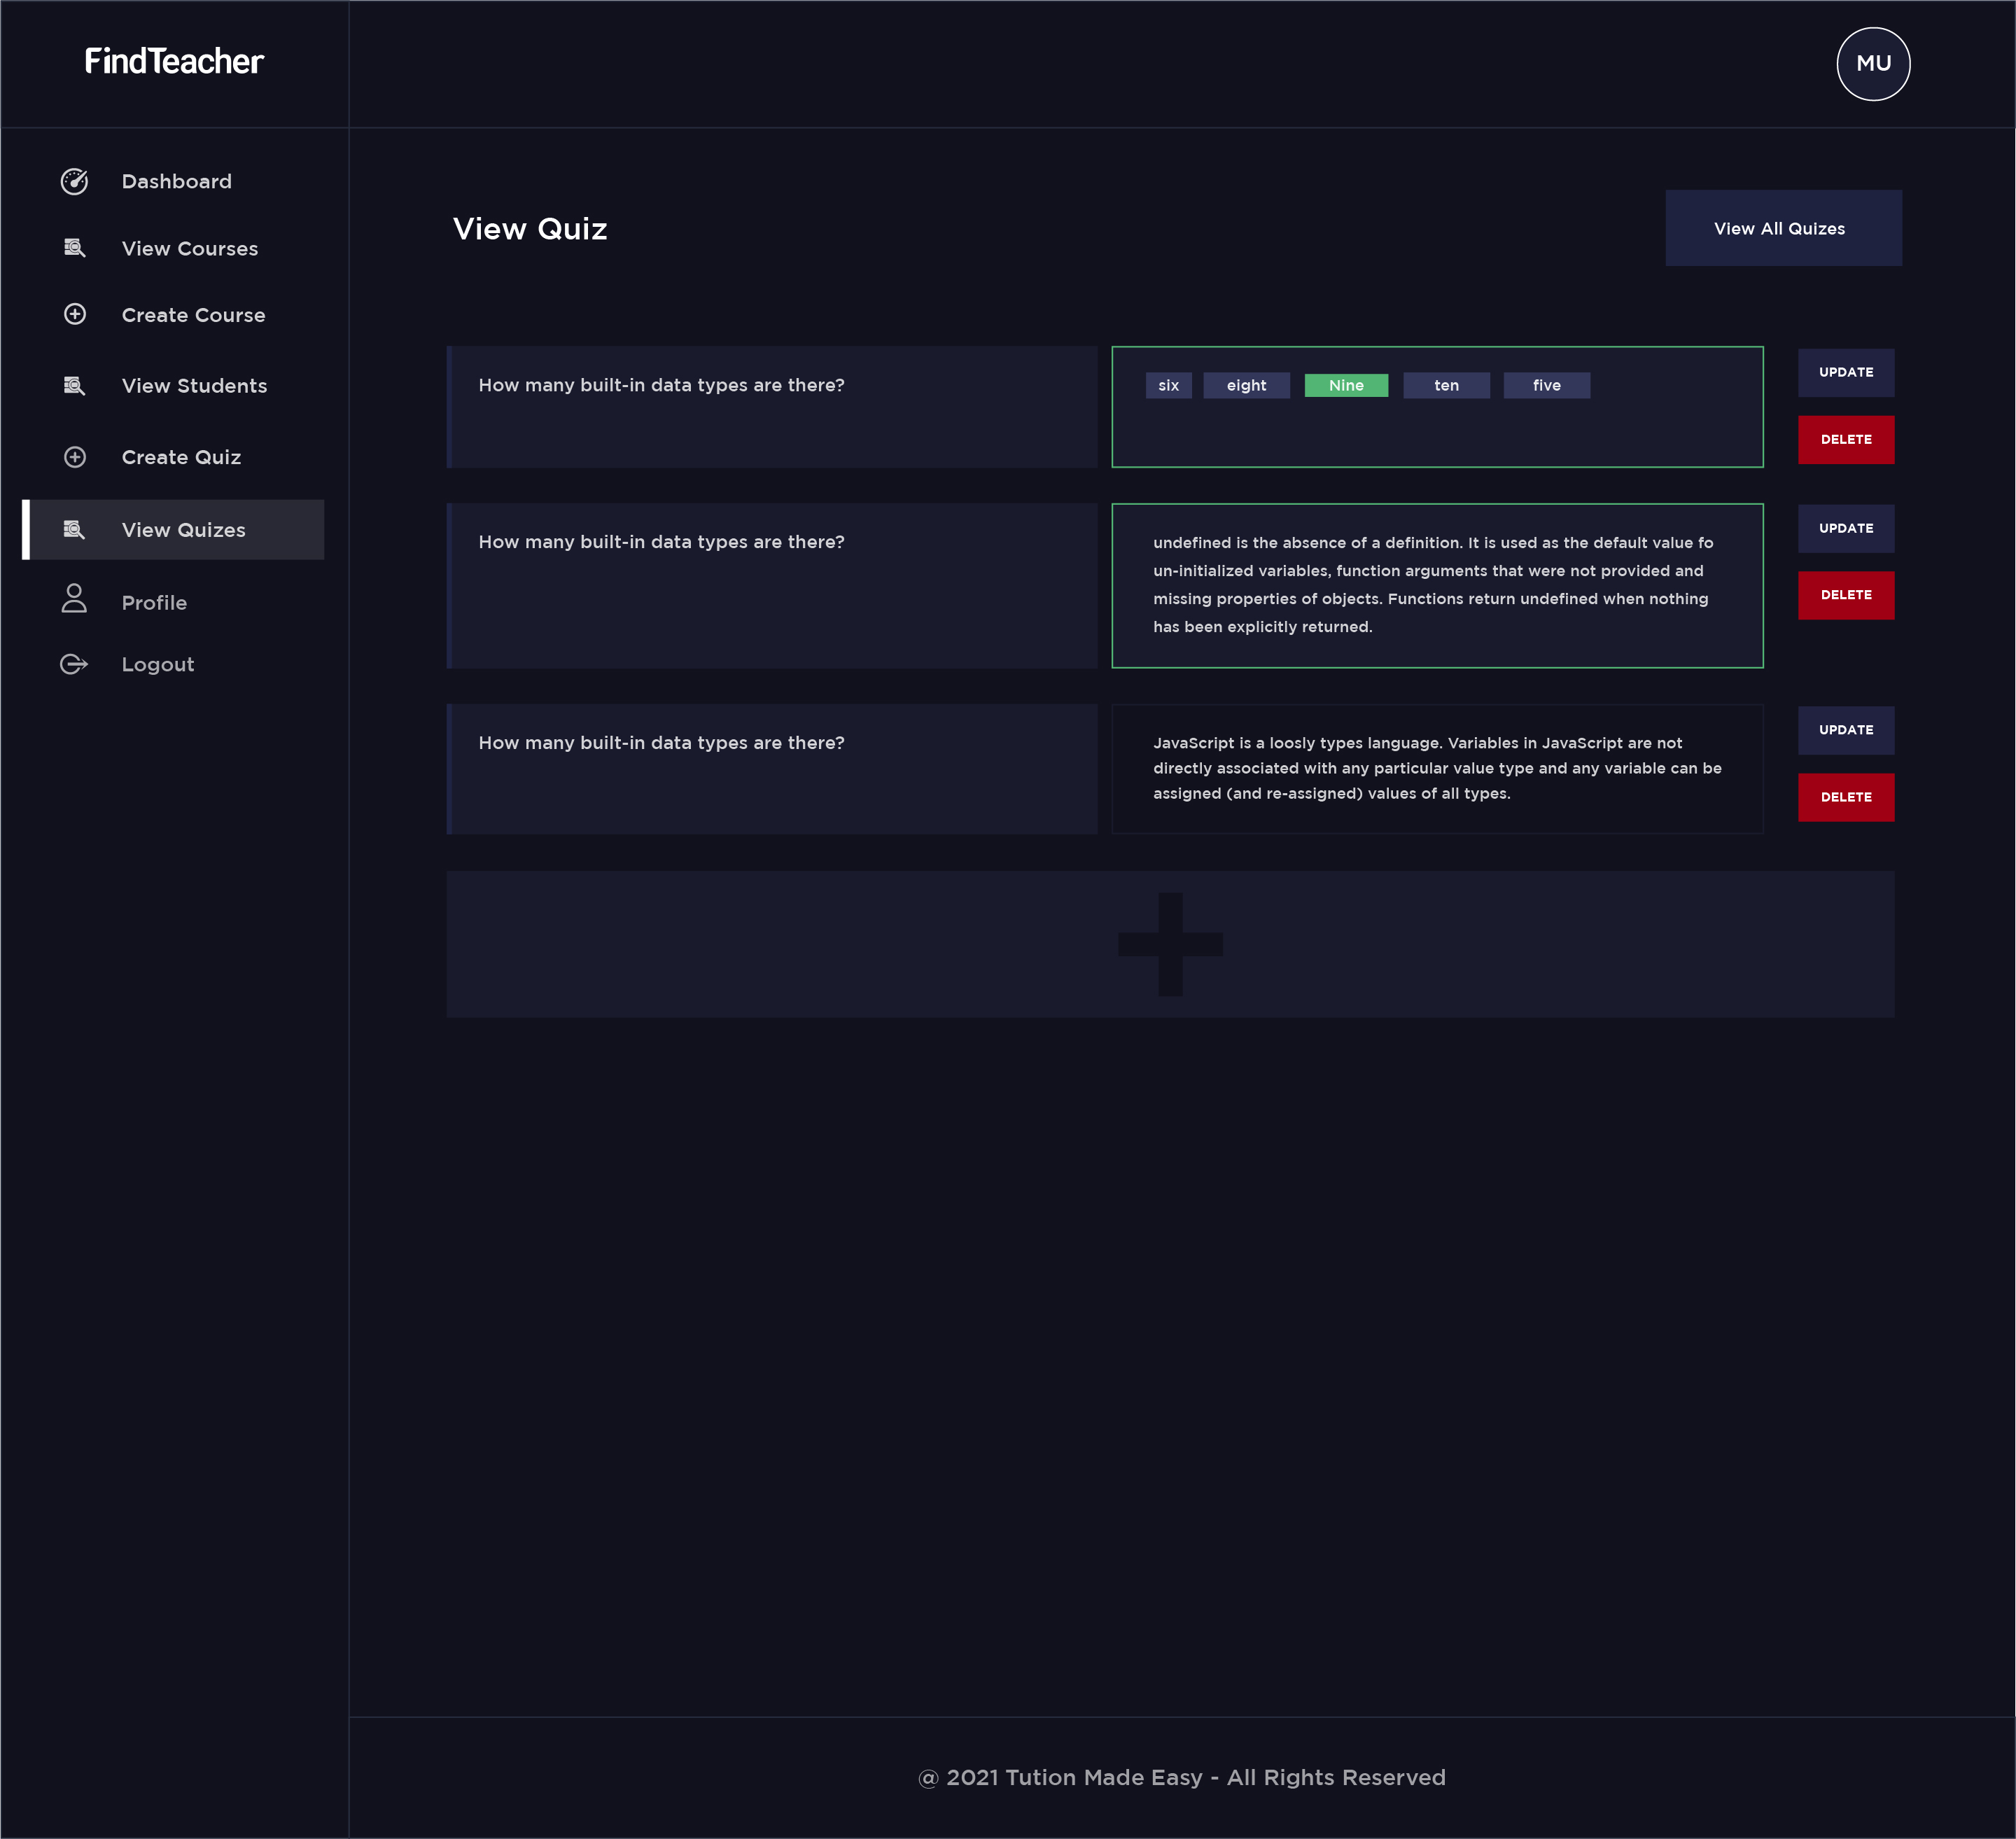 FindTeacher
MU
Dashboard
View Courses
Create Course
View Students
Create Quiz
View Quizes
Profile
Logout
View Quiz
View All Quizes
How many built-in data types are there?
six eight Nine ten five
UPDATE
DELETE
How many built-in data types are there?
undefined is the absence of a definition. It is used as the default value fo
un-initialized variables, function arguments that were not provided and
missing properties of objects. Functions return undefined when nothing
has been explicitly returned.
UPDATE
DELETE
How many built-in data types are there?
JavaScript is a loosly types language. Variables in JavaScript are not
directly associated with any particular value type and any variable can be
assigned (and re-assigned) values of all types.
UPDATE
DELETE
@ 2021 Tution Made Easy - All Rights Reserved